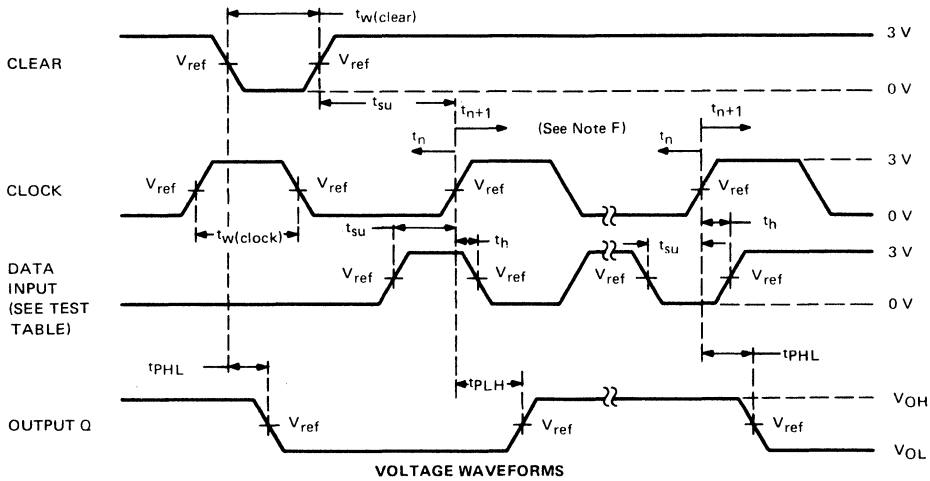 tw(clear)
3 V
CLEAR
Vref
Vref
0 V
tsu
tn+1
(See Note F)
tn+1
tn
tn
3 V
CLOCK
Vref
Vref
Vref
Vref
0 V
tw(clock)
tsu
th
tsu
th
3 V
DATA
INPUT
(SEE TEST
TABLE)
Vref
Vref
Vref
Vref
0 V
tPHL
tPLH
tPHL
VOH
OUTPUT Q
Vref
Vref
Vref
VOL
VOLTAGE WAVEFORMS